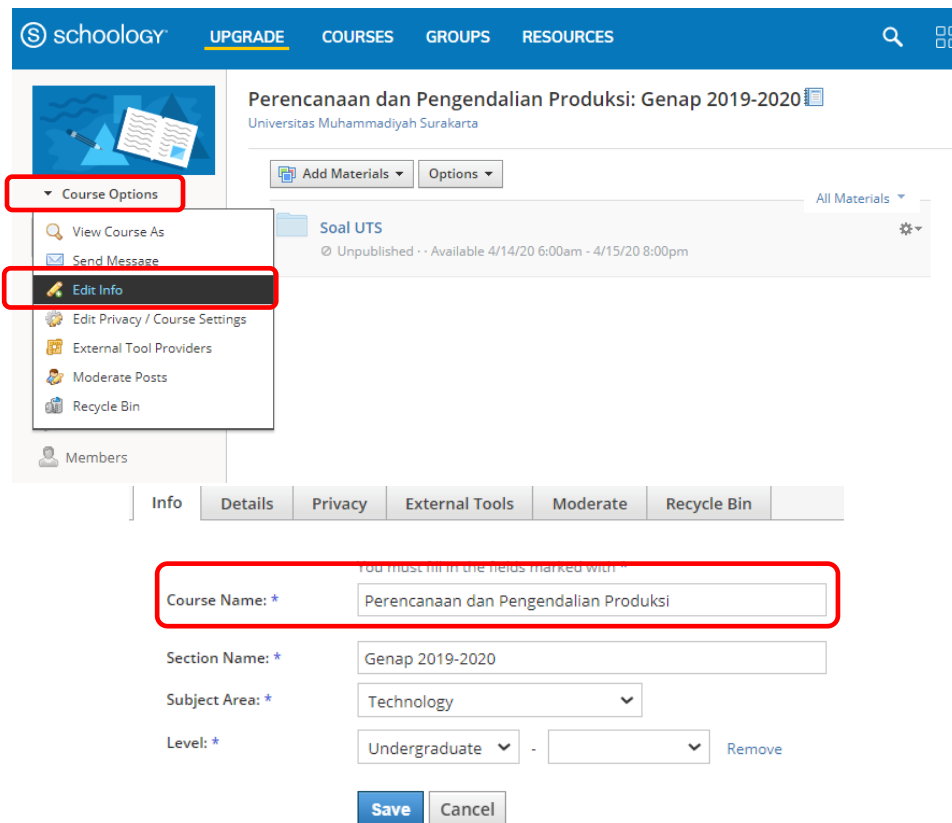 schoology UPGRADE COURSES GROUPS RESOURCES
Perencanaan dan Pengendalian Produksi: Genap 2019-2020
Universitas Muhammadiyah Surakarta
Add Materials Options
Course Options
All Materials
View Course As
Send Message
Edit Info
Edit Privacy / Course Settings
External Tool Providers
Moderate Posts
Recycle Bin
Soal UTS
Unpublished · · Available 4/14/20 6:00am - 4/15/20 8:00pm
Members
Info Details Privacy External Tools Moderate Recycle Bin
You must fill in the fields marked with *
Course Name: * Perencanaan dan Pengendalian Produksi
Section Name: * Genap 2019-2020
Subject Area: * Technology
Level: * Undergraduate - Remove
Save Cancel